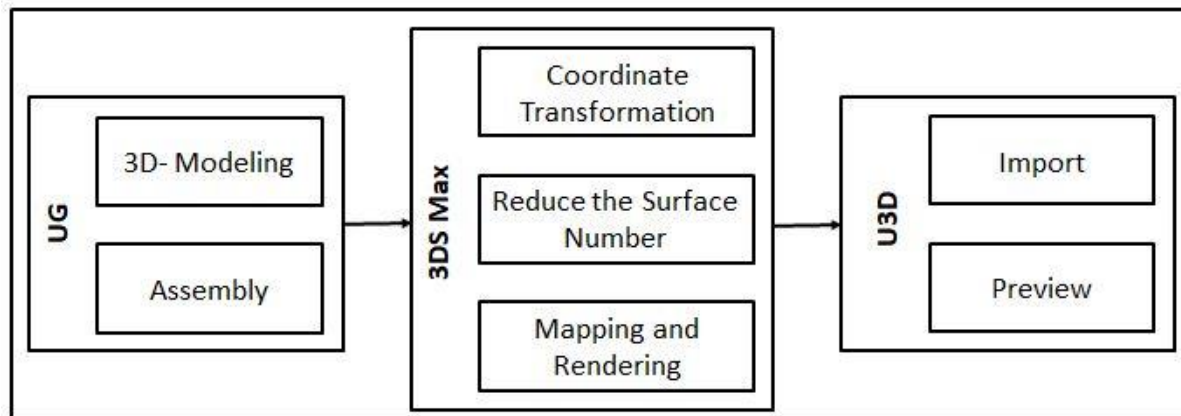 UG
3D- Modeling
Assembly
3DS Max
Coordinate
Transformation
Reduce the Surface
Number
Mapping and
Rendering
U3D
Import
Preview